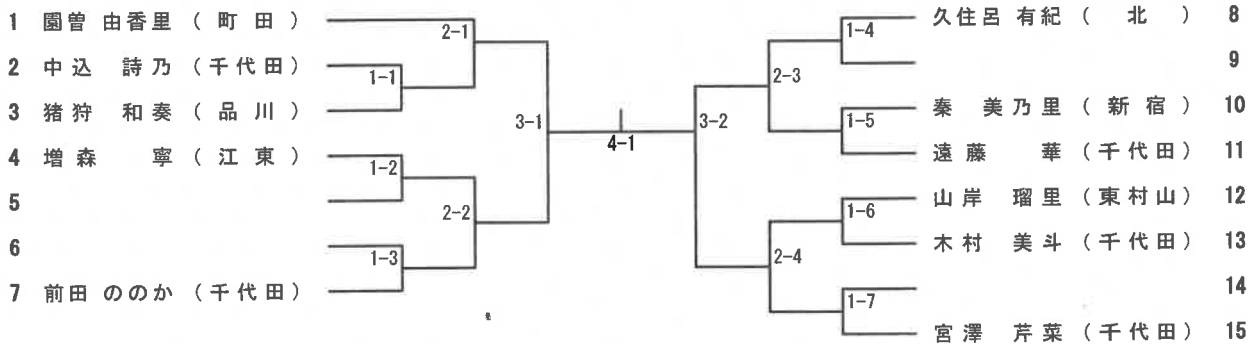 1 園曽 由香里 ( 町 田 )
2 中込 詩乃 (千代田)
3 猪狩 和奏 ( 品 川 )
4 増森 寧 ( 江 東 )
5
6
7 前田 ののか (千代田)
2-1
1-1
3-1
1-2
2-2
1-3
4-1
久住呂 有紀 ( 北 ) 8
9
秦 美乃里 ( 新 宿 ) 10
遠藤 華 (千代田) 11
山岸 瑠里 (東村山) 12
木村 美斗 (千代田) 13
14
宮澤 芹菜 (千代田) 15
1-4
2-3
1-5
3-2
1-6
2-4
1-7